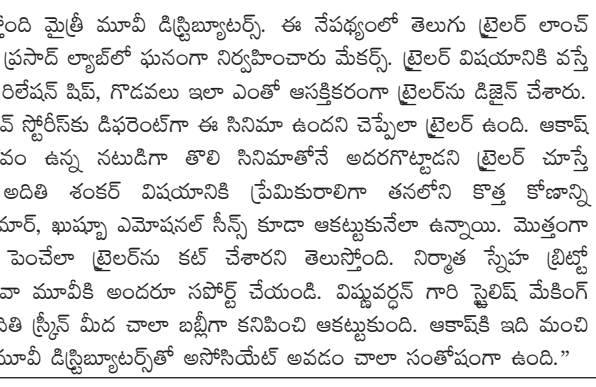 మైత్రీ మూవీ డిస్ట్రిబ్యూటర్స్. ఈ నేపథ్యంలో తెలుగు ట్రైలర్ లాంచ్
ప్రసాద్ ల్యాబ్‌లో ఘనంగా నిర్వహించారు మేకర్స్. ట్రైలర్ విషయానికి వస్తే
రిలేషన్ షిప్, గొడవలు ఇలా ఎంతో ఆసక్తికరంగా ట్రైలర్‌ను డిజైన్ చేశారు.
స్టోరీస్‌కు డిఫరెంట్‌గా ఈ సినిమా ఉందని చెప్పేలా ట్రైలర్ ఉంది. ఆకాష్
ఉన్న నటుడిగా తొలి సినిమాతోనే అదరగొట్టాడని ట్రైలర్ చూస్తే
అదితి శంకర్ విషయానికి ప్రేమికురాలిగా తనలోని కొత్త కోణాన్ని
ఖుష్బూ ఎమోషనల్ సీన్స్ కూడా ఆకట్టుకునేలా ఉన్నాయి. మొత్తంగా
పెంచేలా ట్రైలర్‌ను కట్ చేశారని తెలుస్తోంది. నిర్మాత స్నేహ బ్రిట్టో
మూవీకి అందరూ సపోర్ట్ చేయండి. విష్ణువర్ధన్ గారి స్టైలిష్ మేకింగ్
స్క్రీన్ మీద చాలా బబ్లీగా కనిపించి ఆకట్టుకుంది. ఆకాష్‌కి ఇది మంచి
మూవీ డిస్ట్రిబ్యూటర్స్‌తో అసోసియేట్ అవడం చాలా సంతోషంగా ఉంది.”